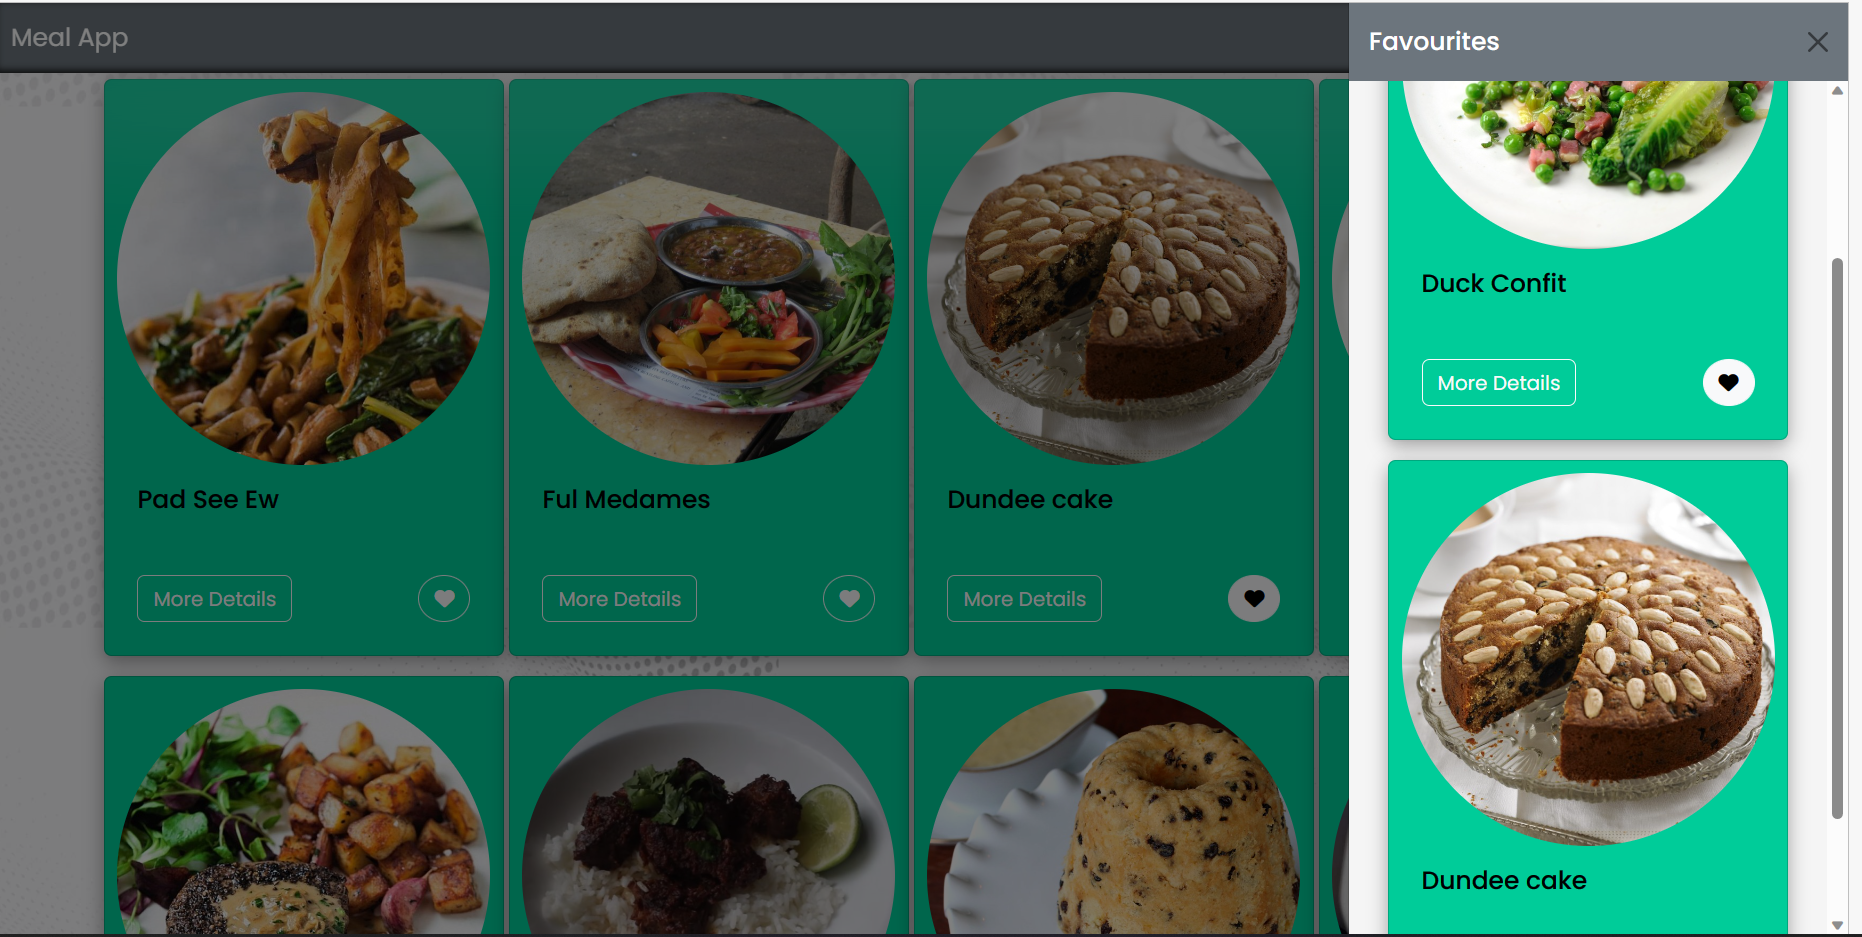 Meal App
Favourites
Pad See Ew
More Details
Ful Medames
More Details
Dundee cake
More Details
Duck Confit
More Details
Dundee cake